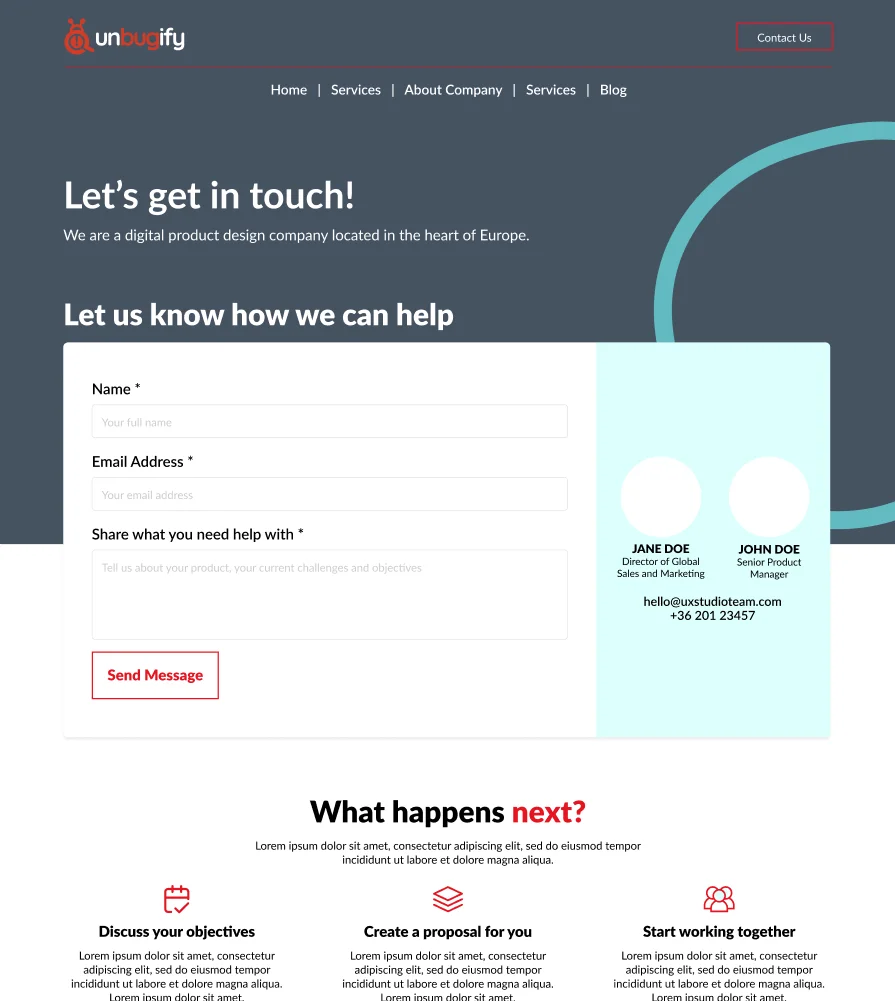 unbugify
Contact Us
Home | Services | About Company | Services | Blog
Let's get in touch!
We are a digital product design company located in the heart of Europe.
Let us know how we can help
Name *
Your full name
Email Address *
Your email address
Share what you need help with *
Tell us about your product, your current challenges and objectives
Send Message
JANE DOE
Director of Global
Sales and Marketing
JOHN DOE
Senior Product
Manager
hello@uxstudioteam.com
+36 201 23457
What happens next?
Lorem ipsum dolor sit amet, consectetur adipiscing elit, sed do eiusmod tempor
incididunt ut labore et dolore magna aliqua.
Discuss your objectives
Lorem ipsum dolor sit amet, consectetur
adipiscing elit, sed do eiusmod tempor
incididunt ut labore et dolore magna aliqua.
Lorem ipsum dolor sit amet.
Create a proposal for you
Lorem ipsum dolor sit amet, consectetur
adipiscing elit, sed do eiusmod tempor
incididunt ut labore et dolore magna aliqua.
Lorem ipsum dolor sit amet.
Start working together
Lorem ipsum dolor sit amet, consectetur
adipiscing elit, sed do eiusmod tempor
incididunt ut labore et dolore magna aliqua.
Lorem ipsum dolor sit amet.